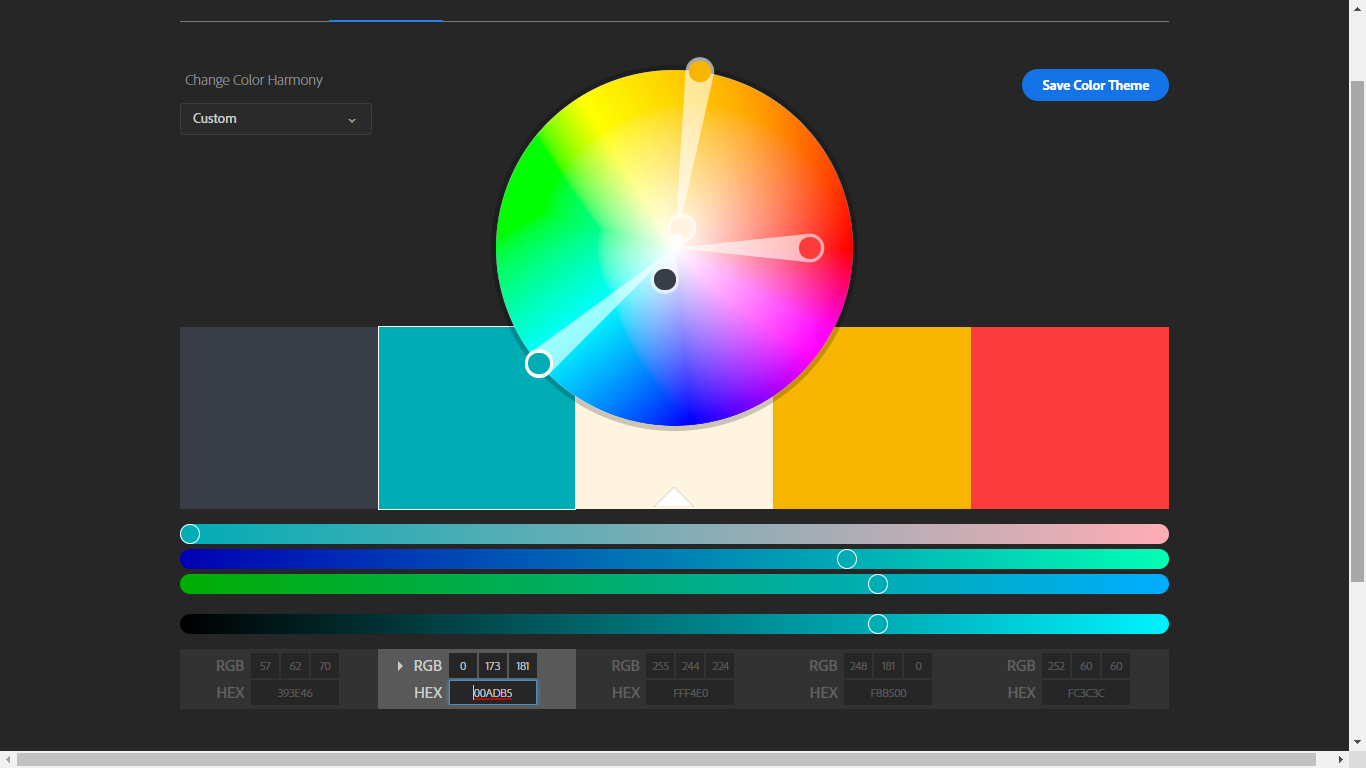 Change Color Harmony
Save Color Theme
Custom
RGB 57 62 70
RGB 0 173 181
RGB 255 244 224
RGB 248 181 0
RGB 252 60 60
HEX 393E46
HEX 00ADB5
HEX FFF4E0
HEX F8B500
HEX FC3C3C